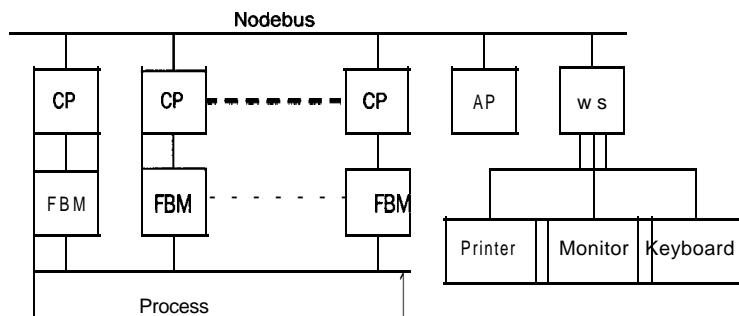 Nodebus
CP CP CP AP w s
FBM FBM FBM
Printer Monitor Keyboard
Process